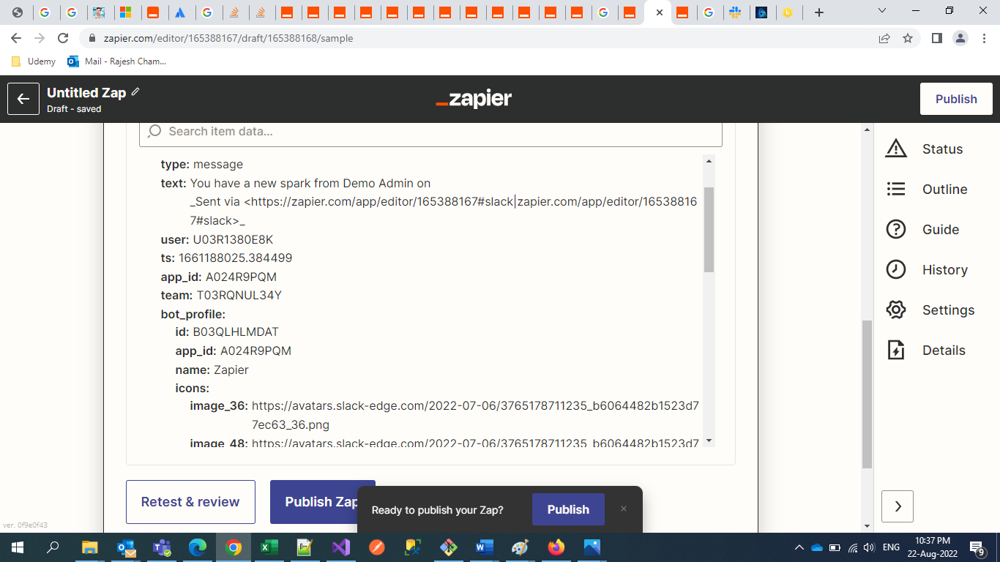 zapier.com/editor/165388167/draft/165388168/sample
Udemy
Mail - Rajesh Cham...
Untitled Zap
Draft - saved
_zapier
Publish
Search item data...
type: message
text: You have a new spark from Demo Admin on
_Sent via <https://zapier.com/app/editor/165388167#slack|zapier.com/app/editor/16538816
7#slack>_
user: U03R1380E8K
ts: 1661188025.384499
app_id: A024R9PQM
team: T03RQNUL34Y
bot_profile:
id: B03QLHLMDAT
app_id: A024R9PQM
name: Zapier
icons:
image_36: https://avatars.slack-edge.com/2022-07-06/3765178711235_b6064482b1523d7
7ec63_36.png
image_48: https://avatars.slack-edge.com/2022-07-06/3765178711235_b6064482b1523d7
Status
Outline
Guide
History
Settings
Details
Retest & review
Publish Zap
Ready to publish your Zap?
Publish
ver. 0f9e0f43
ENG
10:37 PM
22-Aug-2022
9